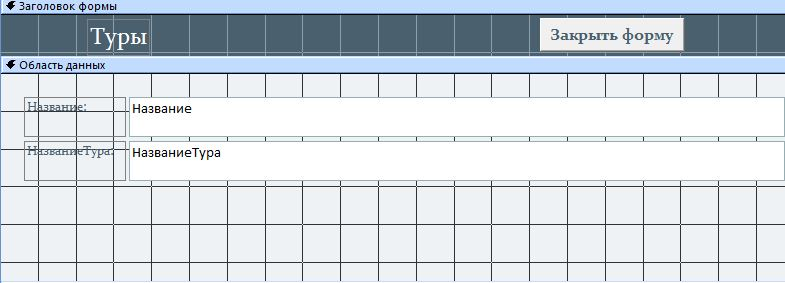 Заголовок формы
Туры
Закрыть форму
Область данных
Название:
Название
НазваниеТура:
НазваниеТура